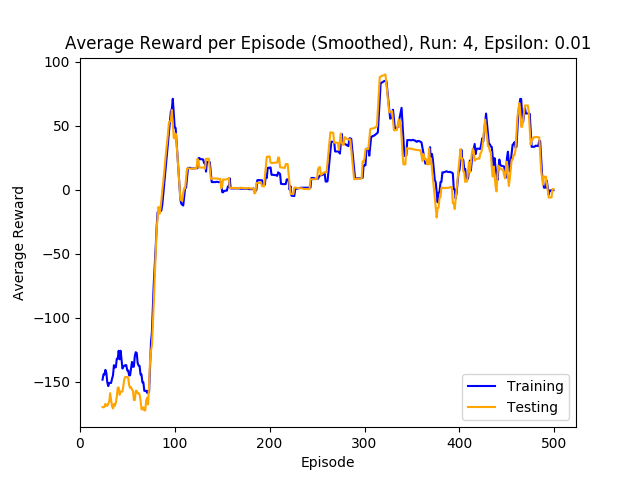 Average Reward per Episode (Smoothed), Run: 4, Epsilon: 0.01
100
50
0
−50
−100
−150
Average Reward
0 100 200 300 400 500
Episode
Training
Testing